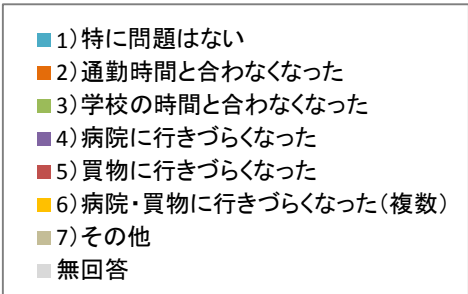 1）特に問題はない
2）通勤時間と合わなくなった
3）学校の時間と合わなくなった
4）病院に行きづらくなった
5）買物に行きづらくなった
6）病院・買物に行きづらくなった（複数）
7）その他
無回答